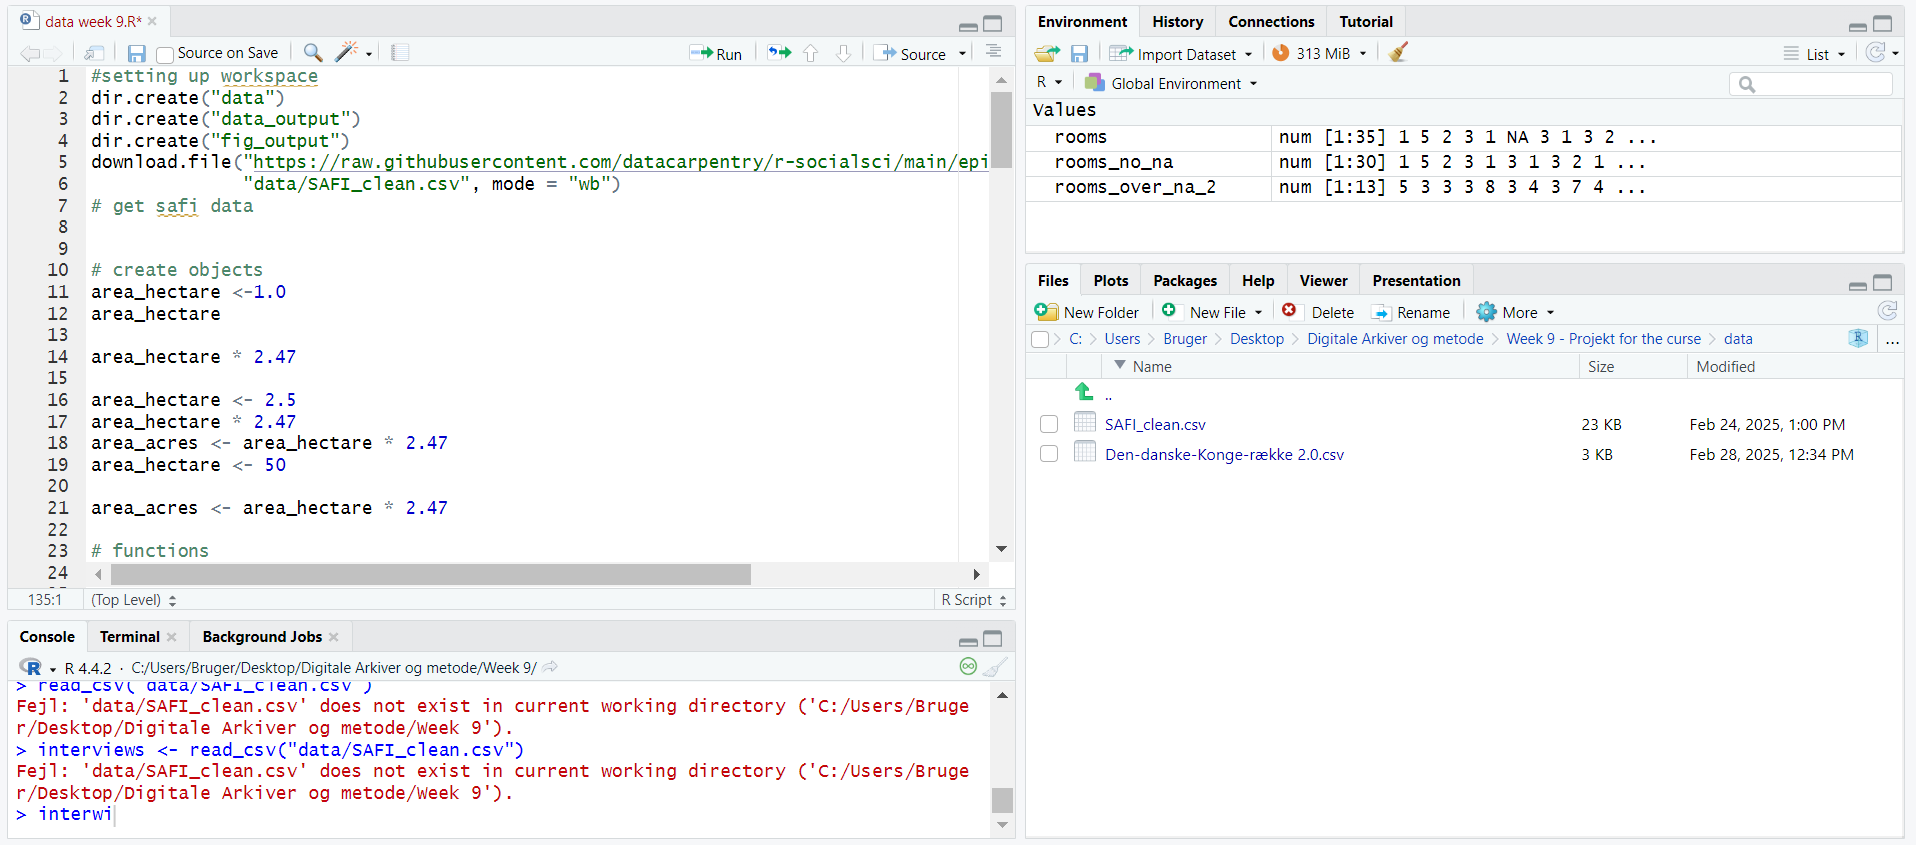 data week 9.R*
Source on Save
Run
Source
1 #setting up workspace
2 dir.create("data")
3 dir.create("data_output")
4 dir.create("fig_output")
5 download.file("https://raw.githubusercontent.com/datacarpentry/r-socialsci/main/epi
6 "data/SAFI_clean.csv", mode = "wb")
7 # get safi data
8
9
10 # create objects
11 area_hectare <-1.0
12 area_hectare
13
14 area_hectare * 2.47
15
16 area_hectare <- 2.5
17 area_hectare * 2.47
18 area_acres <- area_hectare * 2.47
19 area_hectare <- 50
20
21 area_acres <- area_hectare * 2.47
22
23 # functions
24
135:1 (Top Level) R Script
Console Terminal Background Jobs
R 4.4.2 · C:/Users/Bruger/Desktop/Digitale Arkiver og metode/Week 9/
> read_csv("data/SAFI_clean.csv")
Fejl: 'data/SAFI_clean.csv' does not exist in current working directory ('C:/Users/Bruge
r/Desktop/Digitale Arkiver og metode/Week 9').
> interviews <- read_csv("data/SAFI_clean.csv")
Fejl: 'data/SAFI_clean.csv' does not exist in current working directory ('C:/Users/Bruge
r/Desktop/Digitale Arkiver og metode/Week 9').
> interwi
Environment History Connections Tutorial
Import Dataset 313 MiB List
R Global Environment
Values
rooms num [1:35] 1 5 2 3 1 NA 3 1 3 2 ...
rooms_no_na num [1:30] 1 5 2 3 1 3 1 3 2 1 ...
rooms_over_na_2 num [1:13] 5 3 3 3 8 3 4 3 7 4 ...
Files Plots Packages Help Viewer Presentation
New Folder New File Delete Rename More
C: Users Bruger Desktop Digitale Arkiver og metode Week 9 - Projekt for the curse data ...
Name Size Modified
..
SAFI_clean.csv 23 KB Feb 24, 2025, 1:00 PM
Den-danske-Konge-række 2.0.csv 3 KB Feb 28, 2025, 12:34 PM